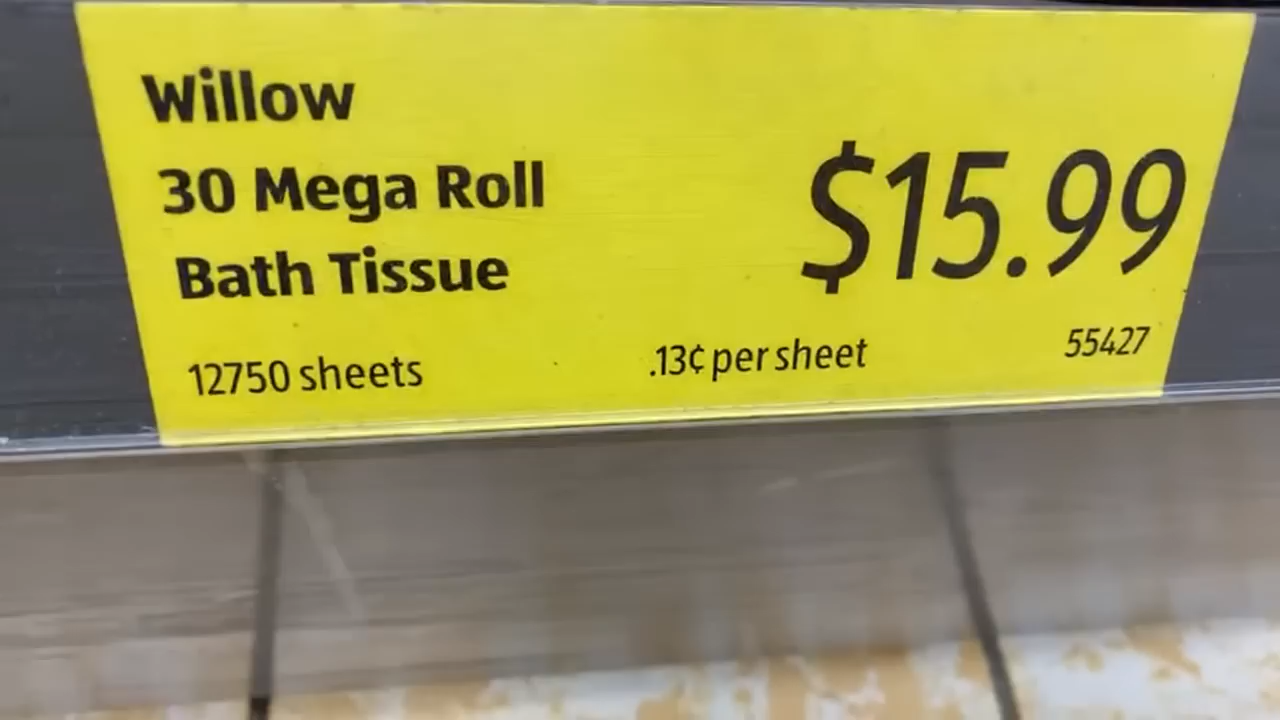 Willow
30 Mega Roll
Bath Tissue
$15.99
12750 sheets
.13¢ per sheet
55427